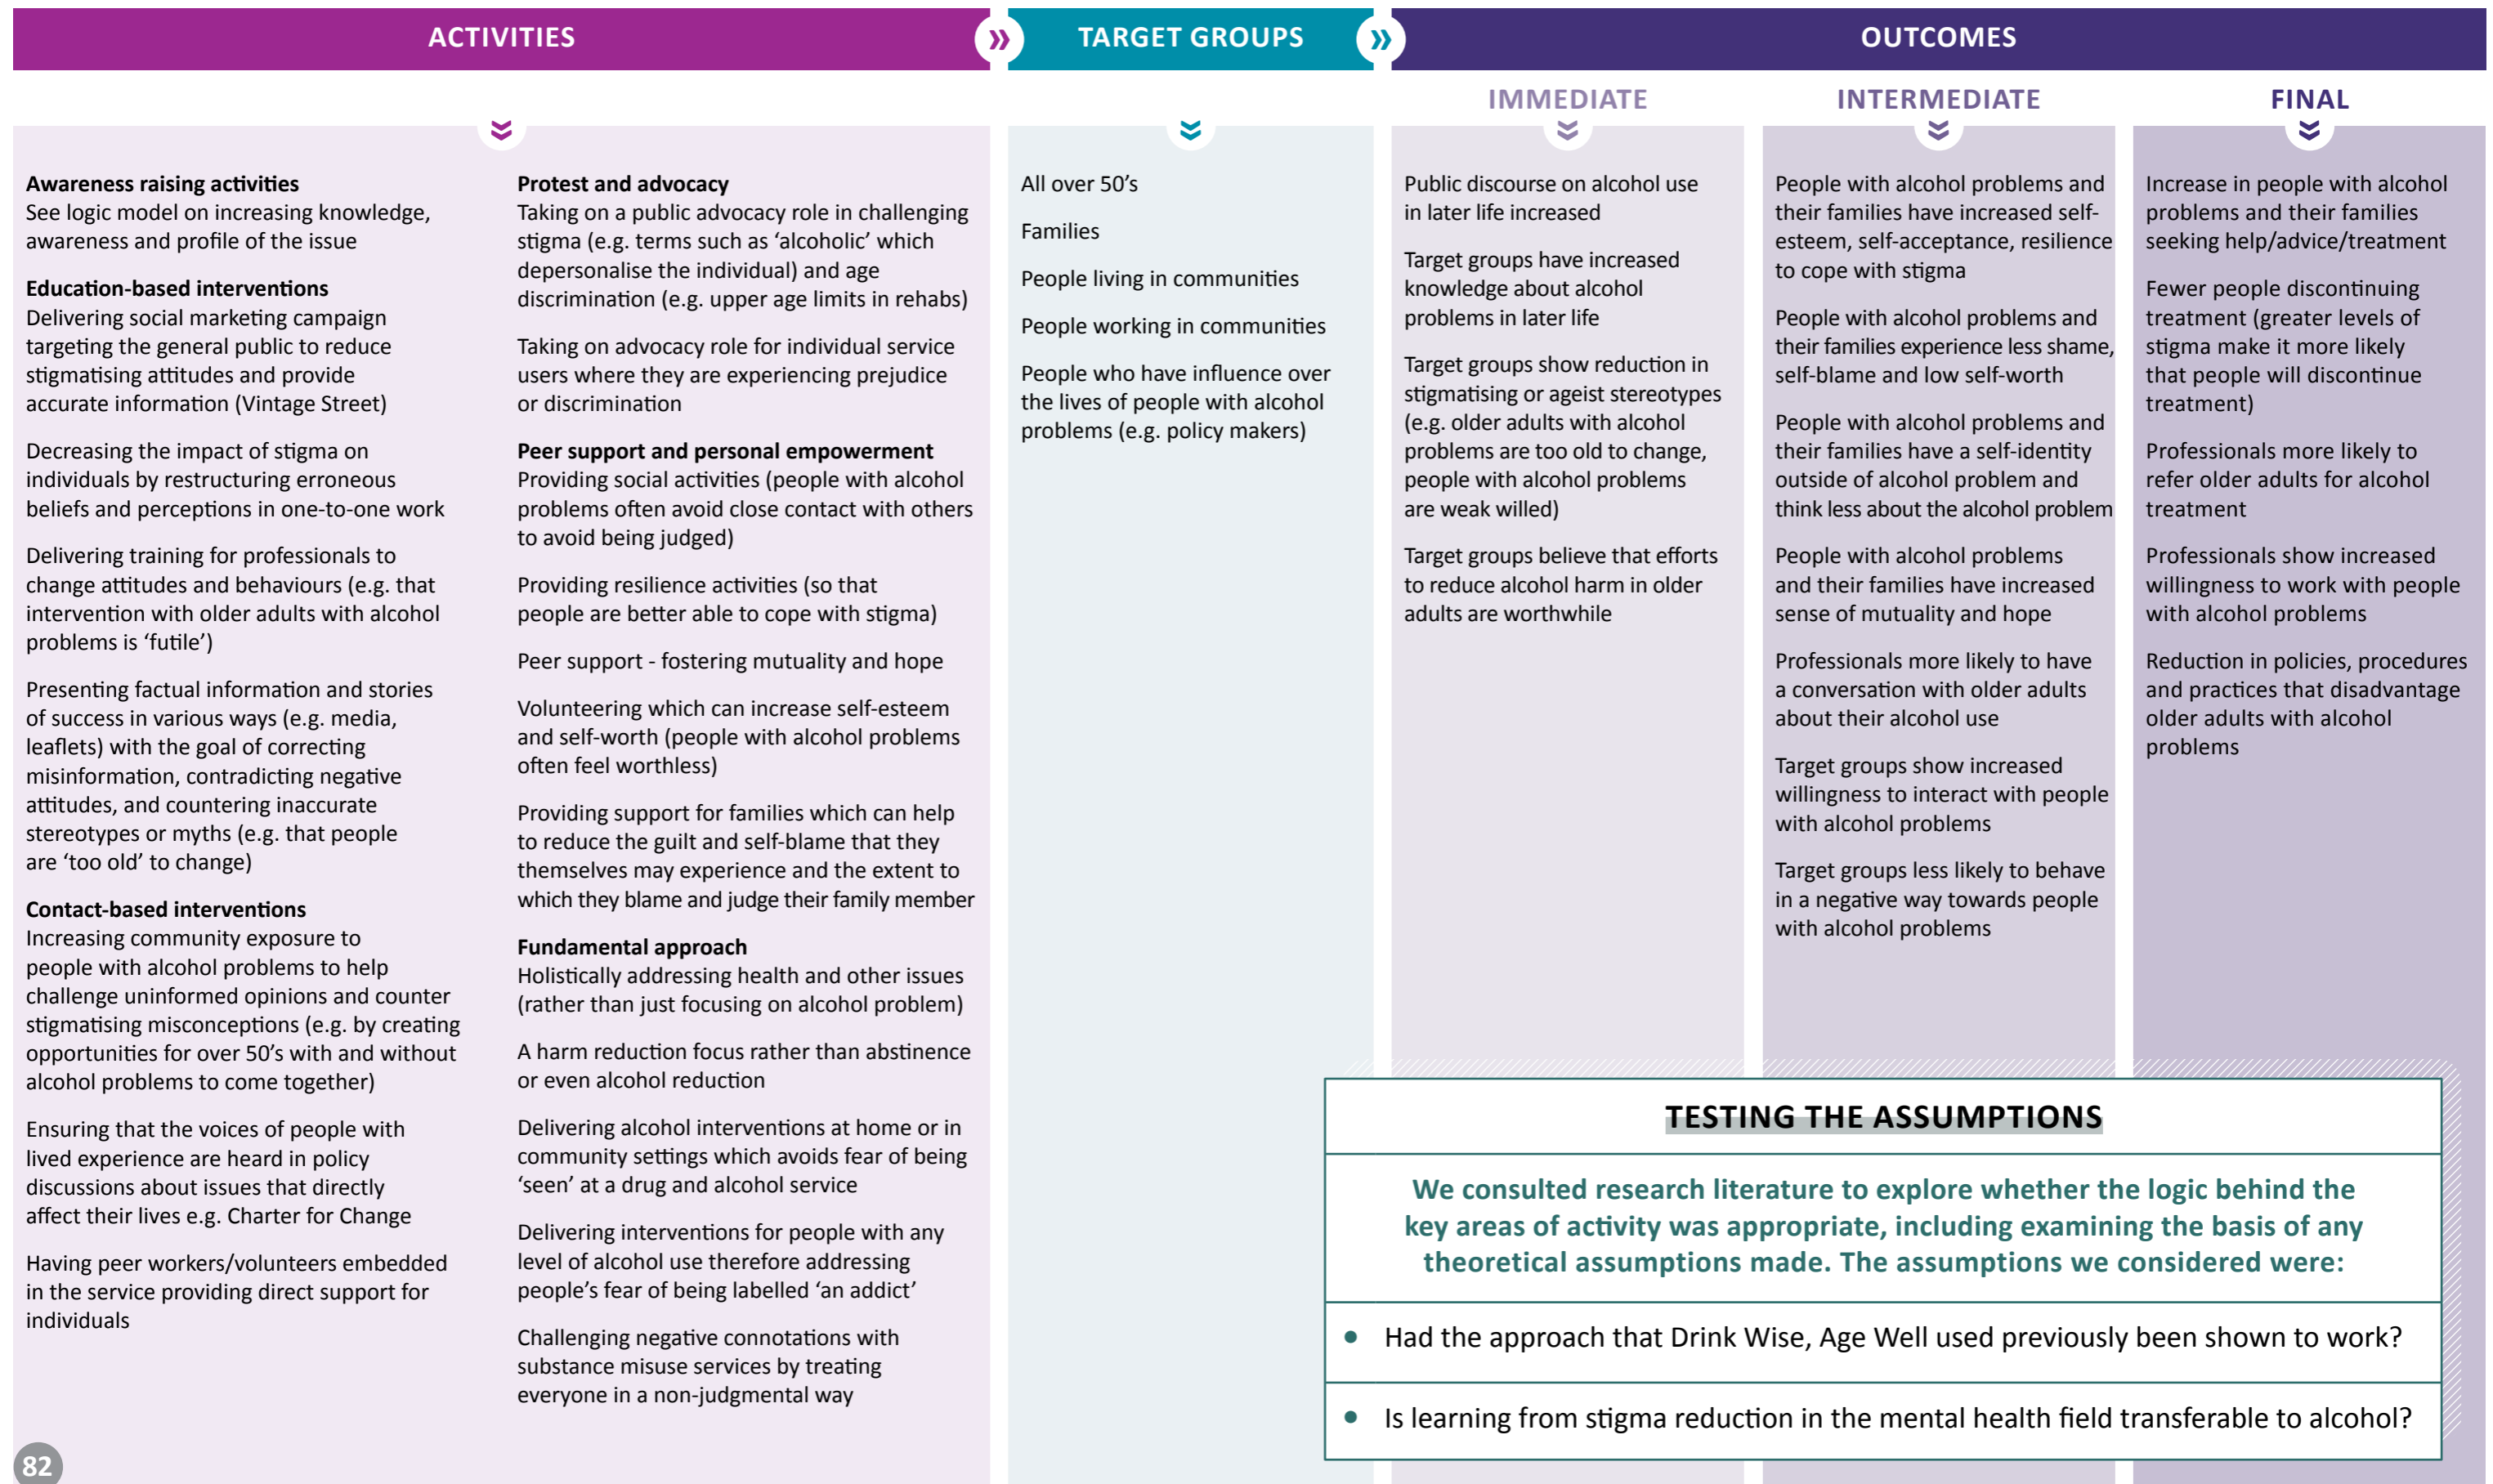 ACTIVITIES
Awareness raising activities
See logic model on increasing knowledge,
awareness and profile of the issue
Education-based interventions
Delivering social marketing campaign
targeting the general public to reduce
stigmatising attitudes and provide
accurate information (Vintage Street)
Decreasing the impact of stigma on
individuals by restructuring erroneous
beliefs and perceptions in one-to-one work
Delivering training for professionals to
change attitudes and behaviours (e.g. that
intervention with older adults with alcohol
problems is ‘futile’)
Presenting factual information and stories
of success in various ways (e.g. media,
leaflets) with the goal of correcting
misinformation, contradicting negative
attitudes, and countering inaccurate
stereotypes or myths (e.g. that people
are ‘too old’ to change)
Contact-based interventions
Increasing community exposure to
people with alcohol problems to help
challenge uninformed opinions and counter
stigmatising misconceptions (e.g. by creating
opportunities for over 50’s with and without
alcohol problems to come together)
Ensuring that the voices of people with
lived experience are heard in policy
discussions about issues that directly
affect their lives e.g. Charter for Change
Having peer workers/volunteers embedded
in the service providing direct support for
individuals
Protest and advocacy
Taking on a public advocacy role in challenging
stigma (e.g. terms such as ‘alcoholic’ which
depersonalise the individual) and age
discrimination (e.g. upper age limits in rehabs)
Taking on advocacy role for individual service
users where they are experiencing prejudice
or discrimination
Peer support and personal empowerment
Providing social activities (people with alcohol
problems often avoid close contact with others
to avoid being judged)
Providing resilience activities (so that
people are better able to cope with stigma)
Peer support - fostering mutuality and hope
Volunteering which can increase self-esteem
and self-worth (people with alcohol problems
often feel worthless)
Providing support for families which can help
to reduce the guilt and self-blame that they
themselves may experience and the extent to
which they blame and judge their family member
Fundamental approach
Holistically addressing health and other issues
(rather than just focusing on alcohol problem)
A harm reduction focus rather than abstinence
or even alcohol reduction
Delivering alcohol interventions at home or in
community settings which avoids fear of being
‘seen’ at a drug and alcohol service
Delivering interventions for people with any
level of alcohol use therefore addressing
people’s fear of being labelled ‘an addict’
Challenging negative connotations with
substance misuse services by treating
everyone in a non-judgmental way
TARGET GROUPS
All over 50’s
Families
People living in communities
People working in communities
People who have influence over
the lives of people with alcohol
problems (e.g. policy makers)
OUTCOMES
IMMEDIATE
Public discourse on alcohol use
in later life increased
Target groups have increased
knowledge about alcohol
problems in later life
Target groups show reduction in
stigmatising or ageist stereotypes
(e.g. older adults with alcohol
problems are too old to change,
people with alcohol problems
are weak willed)
Target groups believe that efforts
to reduce alcohol harm in older
adults are worthwhile
INTERMEDIATE
People with alcohol problems and
their families have increased self-
esteem, self-acceptance, resilience
to cope with stigma
People with alcohol problems and
their families experience less shame,
self-blame and low self-worth
People with alcohol problems and
their families have a self-identity
outside of alcohol problem and
think less about the alcohol problem
People with alcohol problems
and their families have increased
sense of mutuality and hope
Professionals more likely to have
a conversation with older adults
about their alcohol use
Target groups show increased
willingness to interact with people
with alcohol problems
Target groups less likely to behave
in a negative way towards people
with alcohol problems
FINAL
Increase in people with alcohol
problems and their families
seeking help/advice/treatment
Fewer people discontinuing
treatment (greater levels of
stigma make it more likely
that people will discontinue
treatment)
Professionals more likely to
refer older adults for alcohol
treatment
Professionals show increased
willingness to work with people
with alcohol problems
Reduction in policies, procedures
and practices that disadvantage
older adults with alcohol
problems
TESTING THE ASSUMPTIONS
We consulted research literature to explore whether the logic behind the
key areas of activity was appropriate, including examining the basis of any
theoretical assumptions made. The assumptions we considered were:
• Had the approach that Drink Wise, Age Well used previously been shown to work?
• Is learning from stigma reduction in the mental health field transferable to alcohol?
82